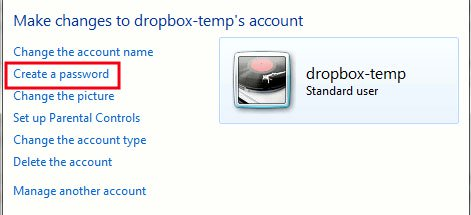 Make changes to dropbox-temp's account
Change the account name
Create a password
Change the picture
Set up Parental Controls
Change the account type
Delete the account
Manage another account
dropbox-temp
Standard user